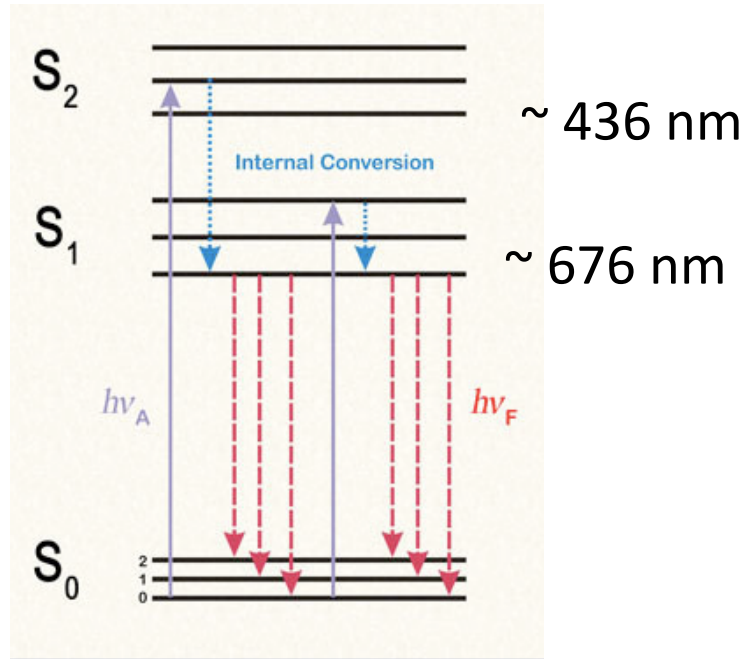 S2
~ 436 nm
Internal Conversion
S1
~ 676 nm
hνA
hνF
S0
2
1
0